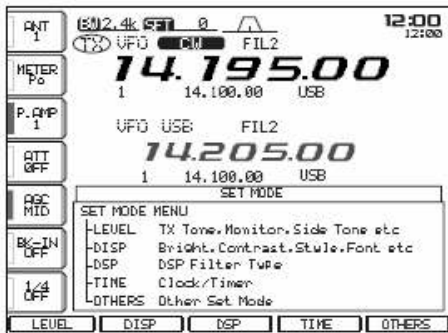 ANT
1
BW 2.4k SFT 0
12:00
12:00
TX VFO CW FIL2
14.195.00
METER
Po
1 14.100.00 USB
P.AMP
1
VFO USB FIL2
14.205.00
ATT
OFF
1 14.100.00 USB
SET MODE
AGC
MID
SET MODE MENU
LEVEL TX Tone.Monitor.Side Tone etc
DISP Bright.Contrast.Style.Font etc
BK-IN
OFF
DSP DSP Filter Type
TIME Clock/Timer
1/4
OFF
OTHERS Other Set Mode
LEVEL DISP DSP TIME OTHERS